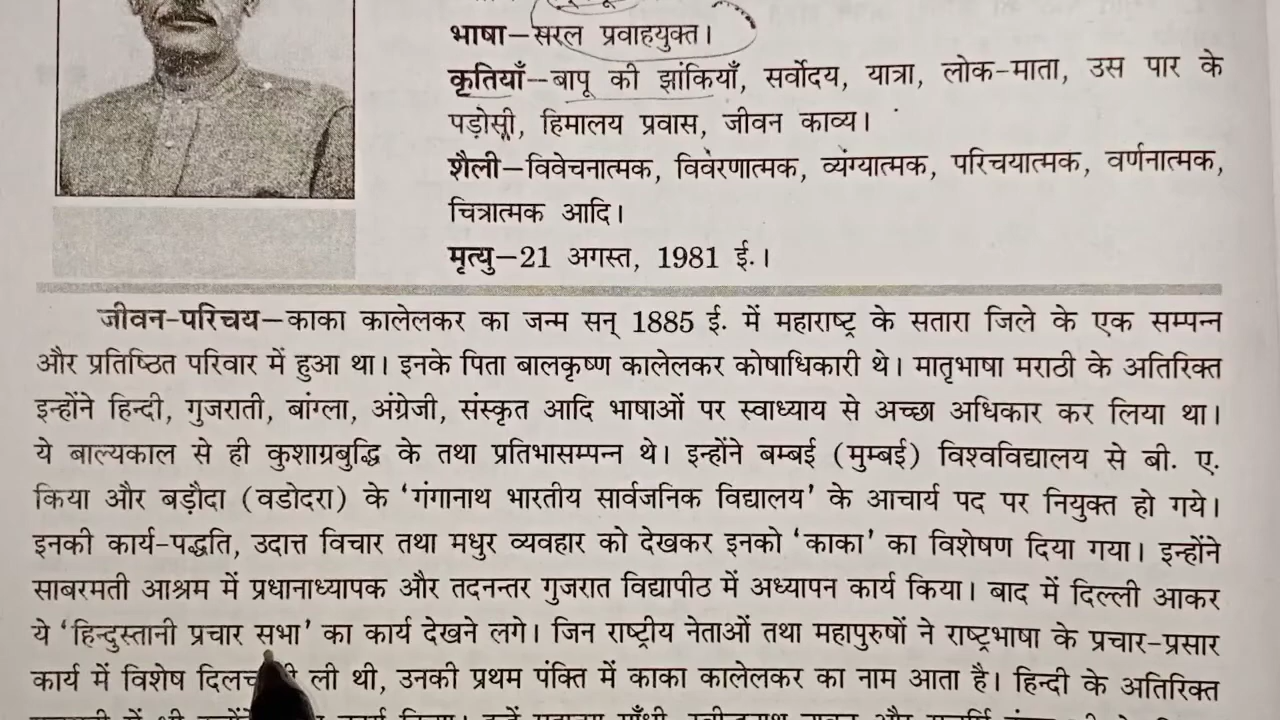 भाषा–सरल प्रवाहयुक्त।
कृतियाँ–बापू की झांकियाँ, सर्वोदय, यात्रा, लोक-माता, उस पार के
पड़ोसी, हिमालय प्रवास, जीवन काव्य।
शैली–विवेचनात्मक, विवरणात्मक, व्यंग्यात्मक, परिचयात्मक, वर्णनात्मक,
चित्रात्मक आदि।
मृत्यु–21 अगस्त, 1981 ई.।
जीवन-परिचय–काका कालेलकर का जन्म सन् 1885 ई. में महाराष्ट्र के सतारा जिले के एक सम्पन्न
और प्रतिष्ठित परिवार में हुआ था। इनके पिता बालकृष्ण कालेलकर कोषाधिकारी थे। मातृभाषा मराठी के अतिरिक्त
इन्होंने हिन्दी, गुजराती, बांग्ला, अंग्रेजी, संस्कृत आदि भाषाओं पर स्वाध्याय से अच्छा अधिकार कर लिया था।
ये बाल्यकाल से ही कुशाग्रबुद्धि के तथा प्रतिभासम्पन्न थे। इन्होंने बम्बई (मुम्बई) विश्वविद्यालय से बी. ए.
किया और बड़ौदा (वडोदरा) के ‘गंगानाथ भारतीय सार्वजनिक विद्यालय’ के आचार्य पद पर नियुक्त हो गये।
इनकी कार्य-पद्धति, उदात्त विचार तथा मधुर व्यवहार को देखकर इनको ‘काका’ का विशेषण दिया गया। इन्होंने
साबरमती आश्रम में प्रधानाध्यापक और तदनन्तर गुजरात विद्यापीठ में अध्यापन कार्य किया। बाद में दिल्ली आकर
ये ‘हिन्दुस्तानी प्रचार सभा’ का कार्य देखने लगे। जिन राष्ट्रीय नेताओं तथा महापुरुषों ने राष्ट्रभाषा के प्रचार-प्रसार
कार्य में विशेष ली थी, उनकी प्रथम पंक्ति में काका कालेलकर का नाम आता है। हिन्दी के अतिरिक्त